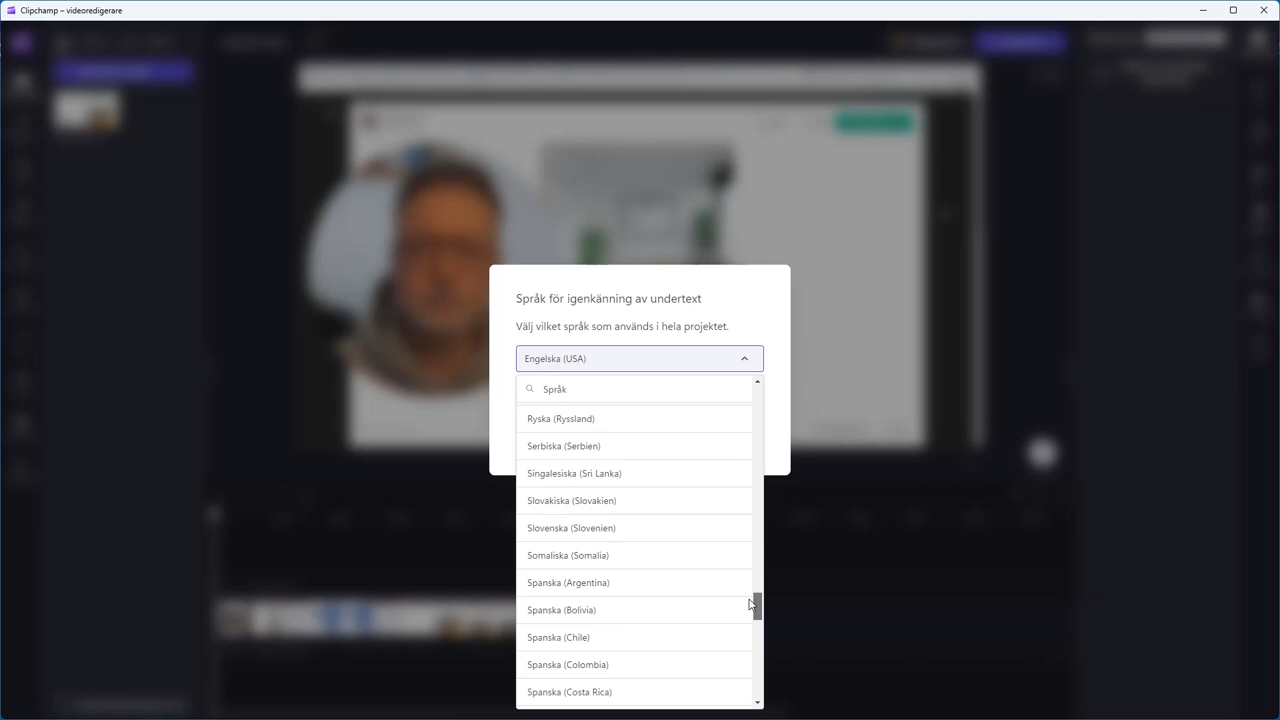 Clipchamp – videoredigerare
Språk för igenkänning av undertext
Välj vilket språk som används i hela projektet.
Engelska (USA)
Språk
Ryska (Ryssland)
Serbiska (Serbien)
Singalesiska (Sri Lanka)
Slovakiska (Slovakien)
Slovenska (Slovenien)
Somaliska (Somalia)
Spanska (Argentina)
Spanska (Bolivia)
Spanska (Chile)
Spanska (Colombia)
Spanska (Costa Rica)